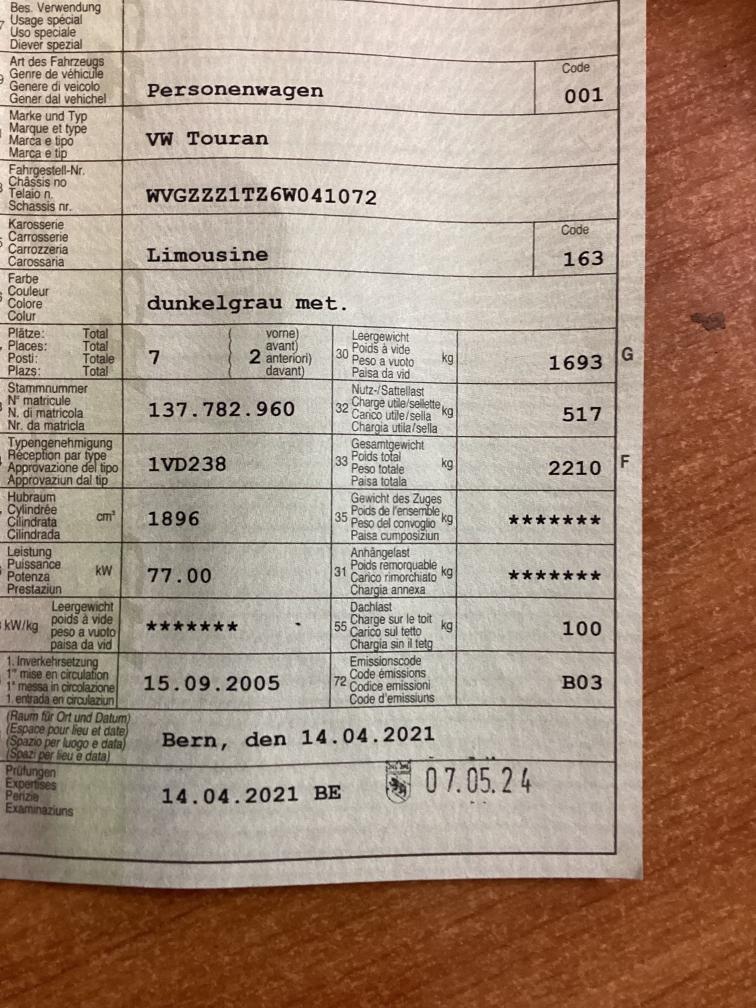 Bes. Verwendung
Usage spécial
Uso speciale
Diever spezial
Art des Fahrzeugs
Genre de véhicule
Genere di veicolo
Gener dal vehichel
Personenwagen
Code
001
Marke und Typ
Marque et type
Marca e tipo
Marca e tip
VW Touran
Fahrgestell-Nr.
Châssis no
Telaio n.
Schassis nr.
WVGZZZ1TZ6W041072
Karosserie
Carrosserie
Carrozzeria
Carossaria
Limousine
Code
163
Farbe
Couleur
Colore
Colur
dunkelgrau met.
Plätze: Total
Places: Total
Posti: Totale
Plazs: Total
7
( vorne)
( avant)
2 anteriori)
( davant)
30
Leergewicht
Poids à vide
Peso a vuoto
Paisa da vid
kg
1693 G
Stammnummer
N° matricule
N. di matricola
Nr. da matricla
137.782.960
32
Nutz-/Sattellast
Charge utile/sellette
Carico utile/sella
Chargia utila/sella
kg
517
Typengenehmigung
Réception par type
Approvazione del tipo
Approvaziun dal tip
1VD238
33
Gesamtgewicht
Poids total
Peso totale
Paisa totala
kg
2210 F
Hubraum
Cylindrée
Cilindrata
Cilindrada
cm³
1896
35
Gewicht des Zuges
Poids de l'ensemble
Peso del convoglio
Paisa cumposiziun
kg
*******
Leistung
Puissance
Potenza
Prestaziun
kW
77.00
31
Anhängelast
Poids remorquable
Carico rimorchiato
Chargia annexa
kg
*******
kW/kg
Leergewicht
poids à vide
peso a vuoto
paisa da vid
*******
55
Dachlast
Charge sur le toit
Carico sul tetto
Chargia sin il tetg
kg
100
1. Inverkehrsetzung
1re mise en circulation
1a messa in circolazione
1. entrada en circulaziun
15.09.2005
72
Emissionscode
Code émissions
Codice emissioni
Code d'emissiuns
B03
(Raum für Ort und Datum)
(Espace pour lieu et date)
(Spazio per luogo e data)
(Spazi per lieu e data)
Bern, den 14.04.2021
Prüfungen
Expertises
Perizie
Examinaziuns
14.04.2021 BE
07.05.24